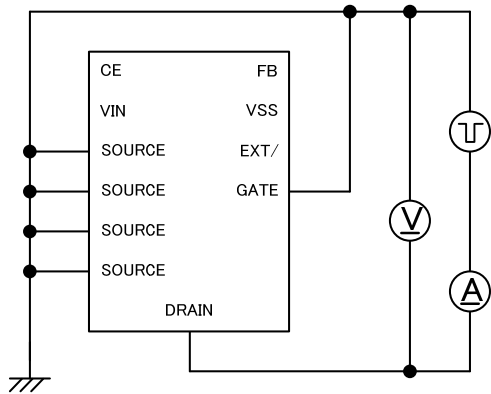 CE FB
VIN VSS
SOURCE EXT/
SOURCE GATE
SOURCE
SOURCE
DRAIN
V
A